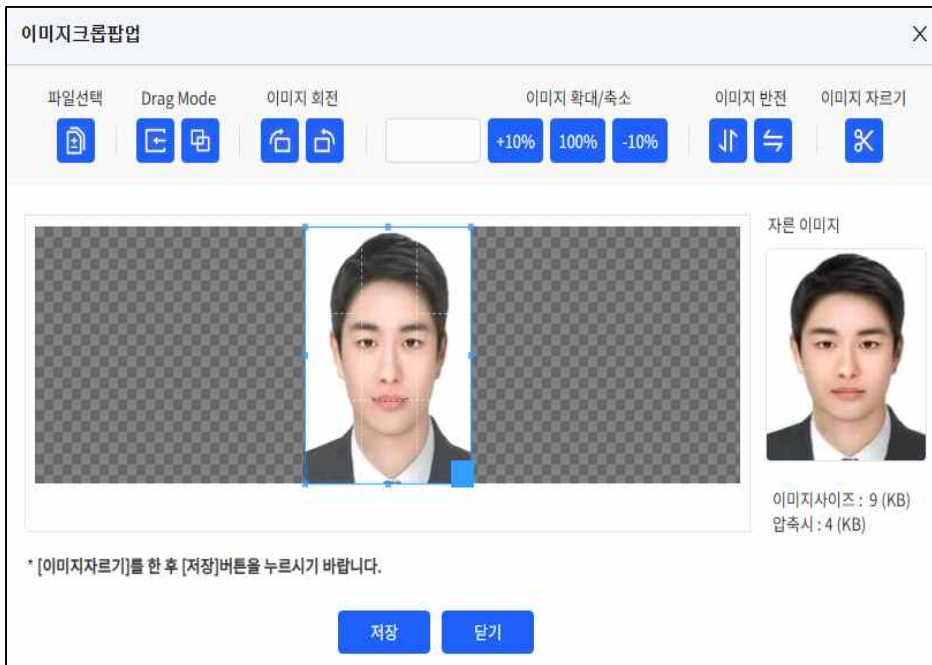 이미지크롭팝업
파일선택 Drag Mode 이미지 회전 이미지 확대/축소 이미지 반전 이미지 자르기
+10% 100% -10%
자른 이미지
이미지사이즈 : 9 (KB)
압축시 : 4 (KB)
* [이미지자르기]를 한 후 [저장]버튼을 누르시기 바랍니다.
저장 닫기